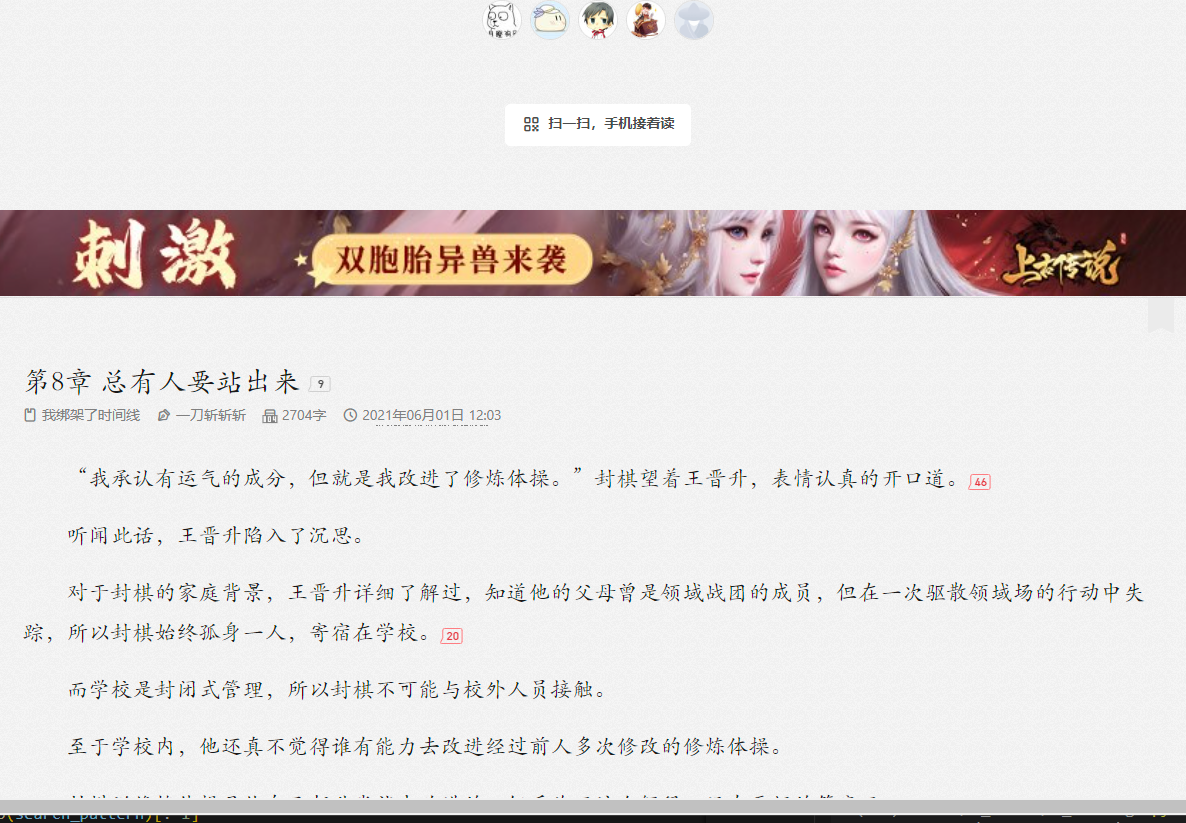 扫一扫，手机接着读
刺激
双胞胎异兽来袭
上古传说
第8章 总有人要站出来 9
我绑架了时间线 一刀斩斩斩 2704字 2021年06月01日 12:03
“我承认有运气的成分，但就是我改进了修炼体操。”封棋望着王晋升，表情认真的开口道。 46
听闻此话，王晋升陷入了沉思。
对于封棋的家庭背景，王晋升详细了解过，知道他的父母曾是领域战团的成员，但在一次驱散领域场的行动中失
踪，所以封棋始终孤身一人，寄宿在学校。 20
而学校是封闭式管理，所以封棋不可能与校外人员接触。
至于学校内，他还真不觉得谁有能力去改进经过前人多次修改的修炼体操。